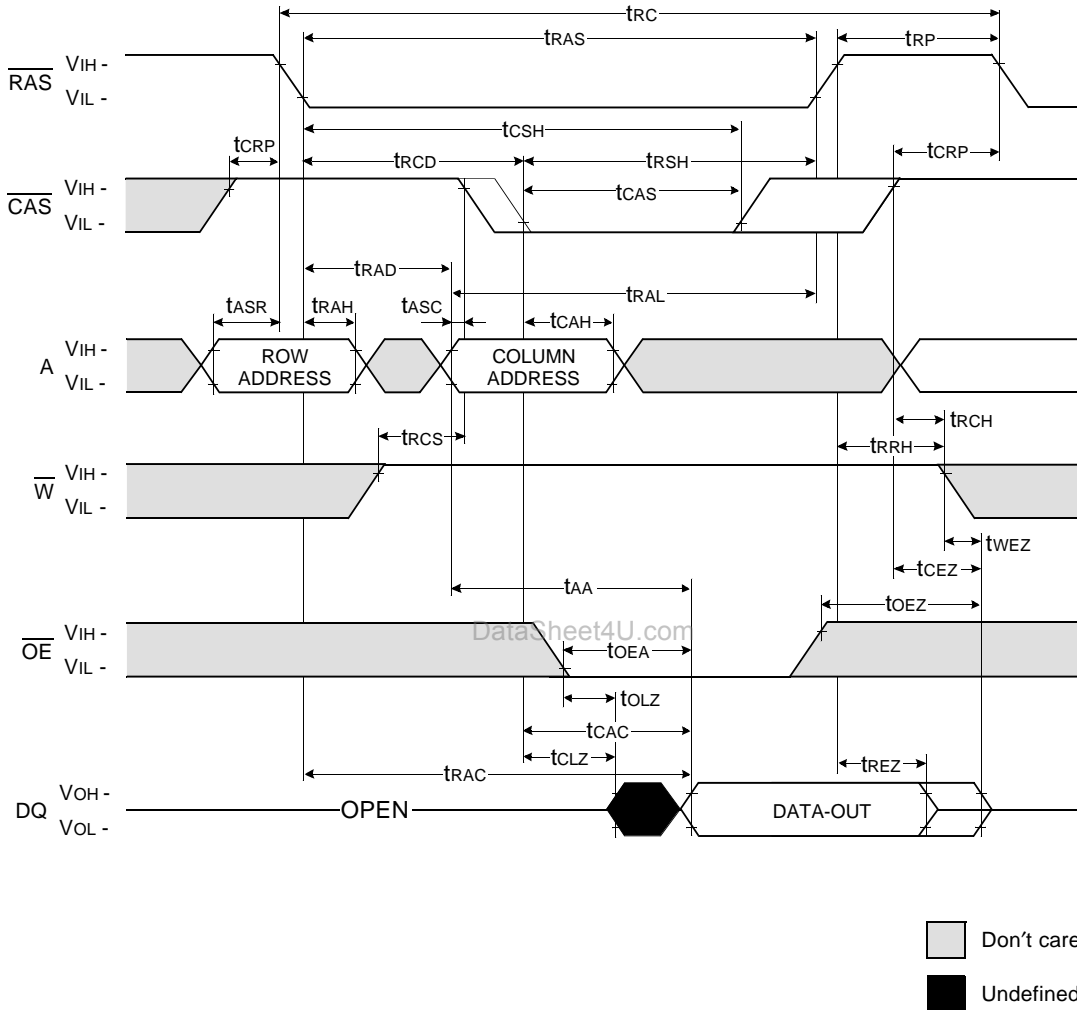 tRC
tRAS
tRP
RAS
VIH -
VIL -
tCSH
tCRP
tRCD
tRSH
tCRP
CAS
VIH -
VIL -
tCAS
tRAD
tRAL
tASR
tRAH
tASC
tCAH
A
VIH -
VIL -
ROW
ADDRESS
COLUMN
ADDRESS
tRCH
tRCS
tRRH
W
VIH -
VIL -
tWEZ
tCEZ
tAA
tOEZ
DataSheet4U.com
OE
VIH -
VIL -
tOEA
tOLZ
tCAC
tCLZ
tRAC
tREZ
DQ
VOH -
VOL -
OPEN
DATA-OUT
Don′t care
Undefined